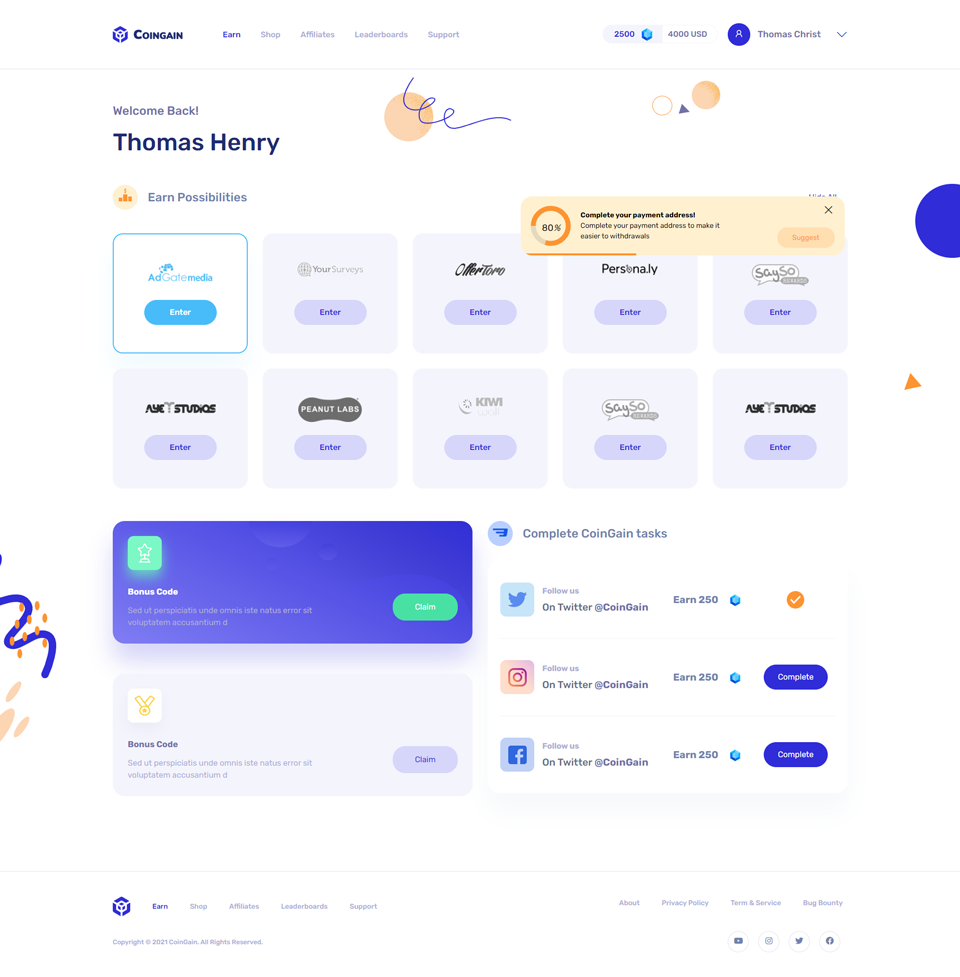 COINGAIN
Earn
Shop
Affiliates
Leaderboards
Support
2500
4000 USD
Thomas Christ
Welcome Back!
Thomas Henry
Earn Possibilities
Hide All
80%
Complete your payment address!
Complete your payment address to make it
easier to withdrawals
Suggest
AdGatemedia
Enter
YourSurveys
Enter
OfferToro
Enter
Persona.ly
Enter
SaySo
REWARDS
Enter
AYET STUDIOS
Enter
PEANUT LABS
Enter
KIWI
wall
Enter
SaySo
REWARDS
Enter
AYET STUDIOS
Enter
Bonus Code
Sed ut perspiciatis unde omnis iste natus error sit
voluptatem accusantium d
Claim
Bonus Code
Sed ut perspiciatis unde omnis iste natus error sit
voluptatem accusantium d
Claim
Complete CoinGain tasks
Follow us
On Twitter @CoinGain
Earn 250
Follow us
On Twitter @CoinGain
Earn 250
Complete
Follow us
On Twitter @CoinGain
Earn 250
Complete
Earn
Shop
Affiliates
Leaderboards
Support
About
Privacy Policy
Term & Service
Bug Bounty
Copyright © 2021 CoinGain. All Rights Reserved.